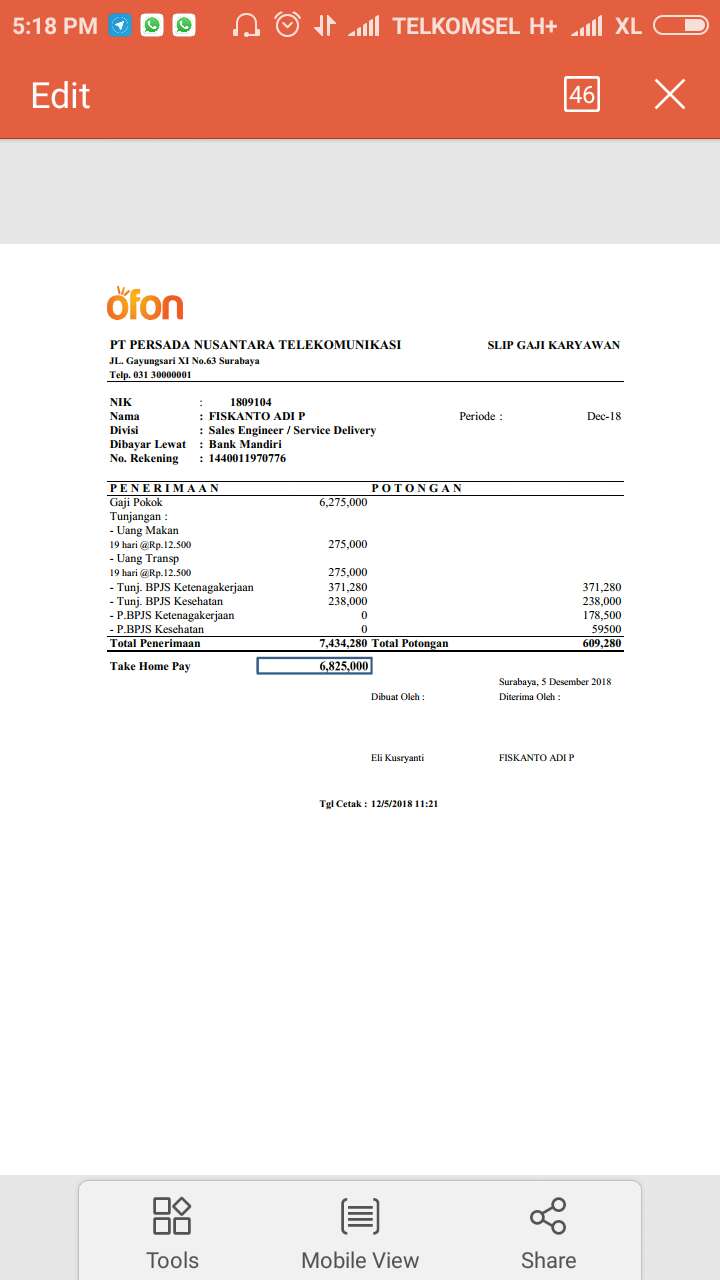 5:18 PM TELKOMSEL H+ XL
Edit 46
ofon
PT PERSADA NUSANTARA TELEKOMUNIKASI SLIP GAJI KARYAWAN
JL. Gayungsari XI No.63 Surabaya
Telp. 031 30000001
NIK : 1809104
Nama : FISKANTO ADI P Periode : Dec-18
Divisi : Sales Engineer / Service Delivery
Dibayar Lewat : Bank Mandiri
No. Rekening : 1440011970776
PENERIMAAN POTONGAN
Gaji Pokok 6,275,000
Tunjangan :
- Uang Makan
19 hari @Rp.12.500 275,000
- Uang Transp
19 hari @Rp.12.500 275,000
- Tunj. BPJS Ketenagakerjaan 371,280 371,280
- Tunj. BPJS Kesehatan 238,000 238,000
- P.BPJS Ketenagakerjaan 0 178,500
- P.BPJS Kesehatan 0 59500
Total Penerimaan 7,434,280 Total Potongan 609,280
Take Home Pay 6,825,000
Surabaya, 5 Desember 2018
Dibuat Oleh : Diterima Oleh :
Eli Kusryanti FISKANTO ADI P
Tgl Cetak : 12/5/2018 11:21
Tools Mobile View Share